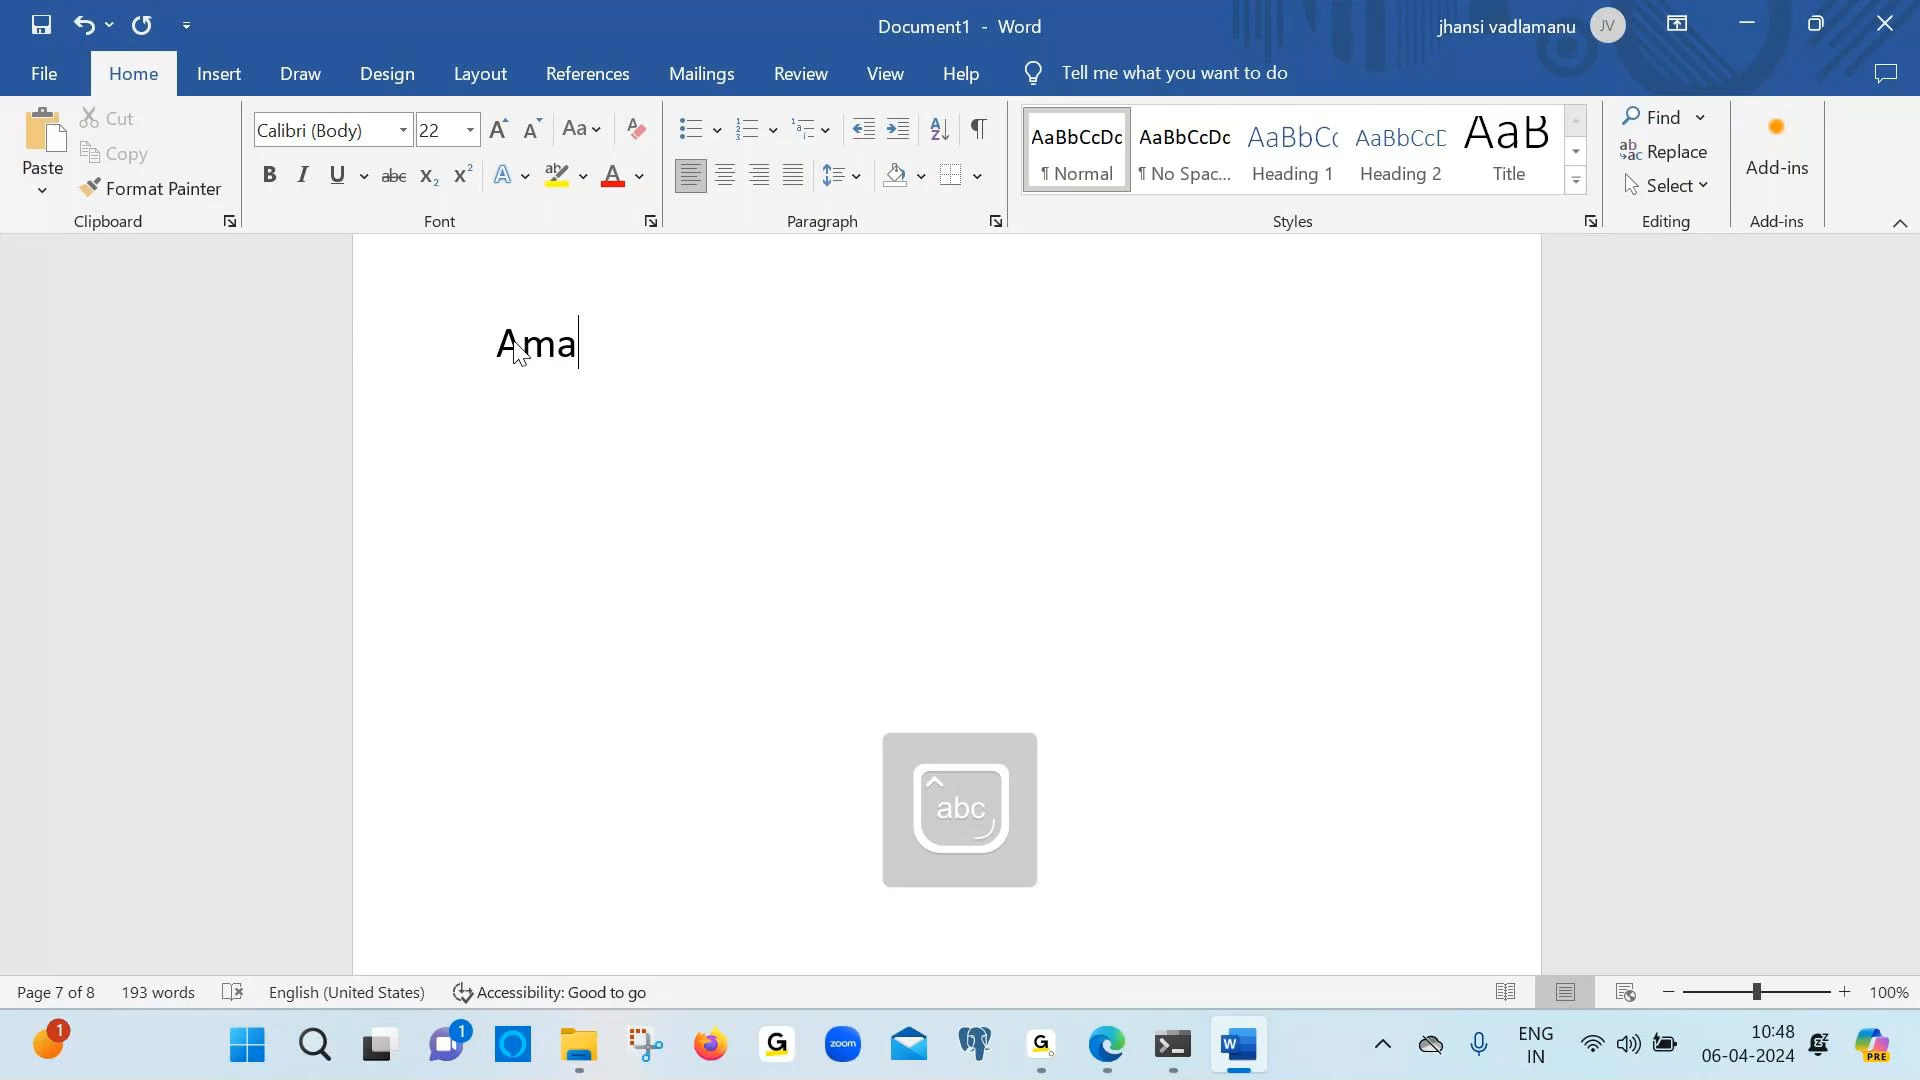 Document1 - Word
jhansi vadlamanu
JV
File Home Insert Draw Design Layout References Mailings Review View Help Tell me what you want to do
Paste
Cut
Copy
Format Painter
Clipboard
Calibri (Body) 22
Font
Paragraph
AaBbCcDc AaBbCcDc AaBbCc AaBbCcD AaB
¶ Normal ¶ No Spac... Heading 1 Heading 2 Title
Styles
Find
Replace
Select
Editing
Add-ins
Add-ins
Ama
abc
Page 7 of 8 193 words English (United States) Accessibility: Good to go 100%
1
1
zoom
ENG
IN
10:48
06-04-2024
PRE